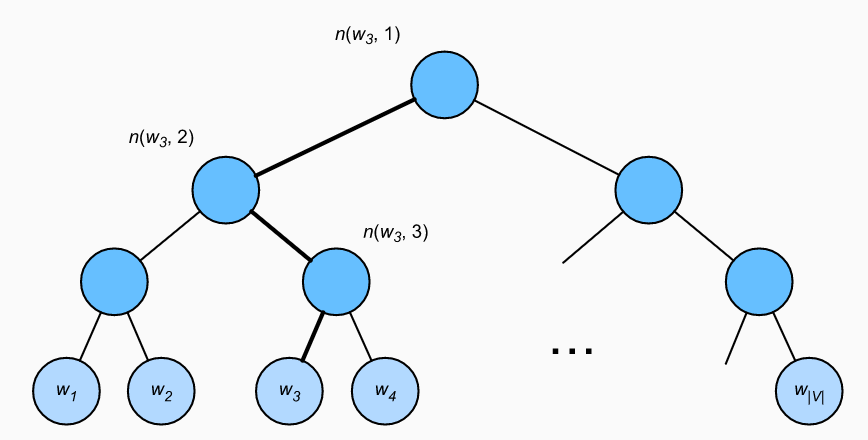 n(w₃, 1)
n(w₃, 2)
n(w₃, 3)
...
w₁ w₂ w₃ w₄ w|V|